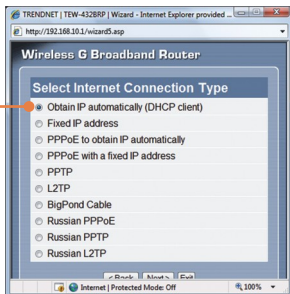 TRENDNET | TEW-432BRP | Wizard - Internet Explorer provided ...
http://192.168.10.1/wizard5.asp
Wireless G Broadband Router
Select Internet Connection Type
Obtain IP automatically (DHCP client)
Fixed IP address
PPPoE to obtain IP automatically
PPPoE with a fixed IP address
PPTP
L2TP
BigPond Cable
Russian PPPoE
Russian PPTP
Russian L2TP
< Back Next > Exit
Internet | Protected Mode: Off 100%